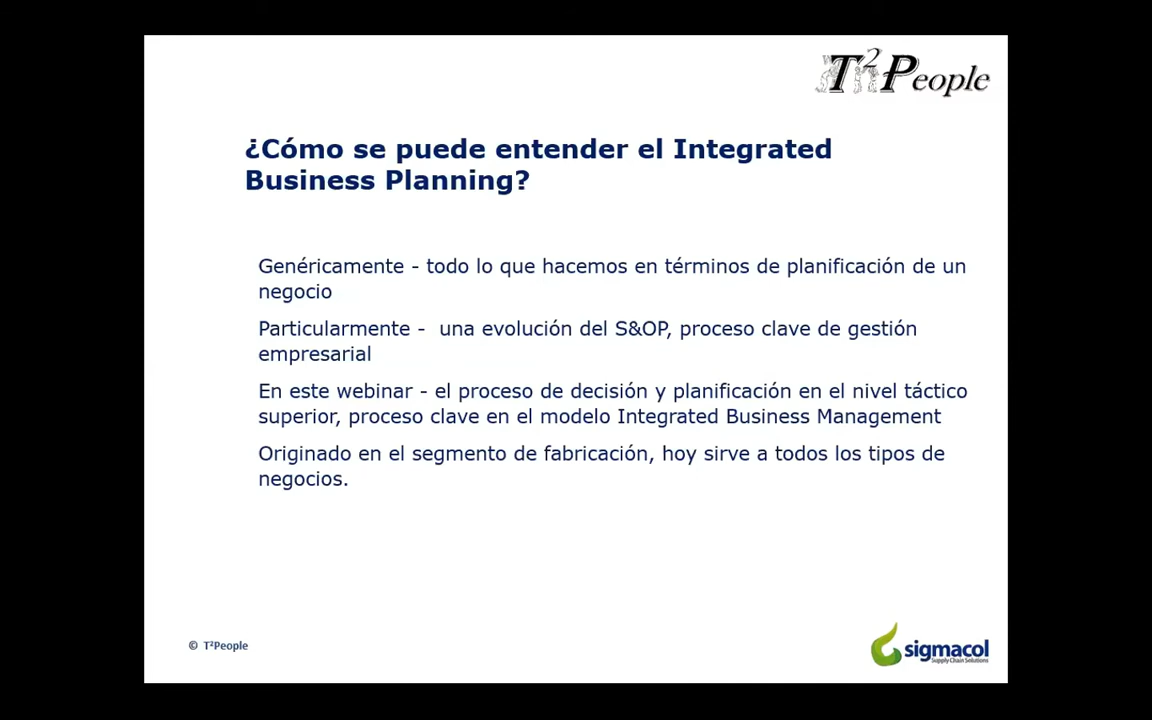 T²People
¿Cómo se puede entender el Integrated
Business Planning?
Genéricamente - todo lo que hacemos en términos de planificación de un
negocio
Particularmente - una evolución del S&OP, proceso clave de gestión
empresarial
En este webinar - el proceso de decisión y planificación en el nivel táctico
superior, proceso clave en el modelo Integrated Business Management
Originado en el segmento de fabricación, hoy sirve a todos los tipos de
negocios.
© T²People
sigmacol
Supply Chain Solutions